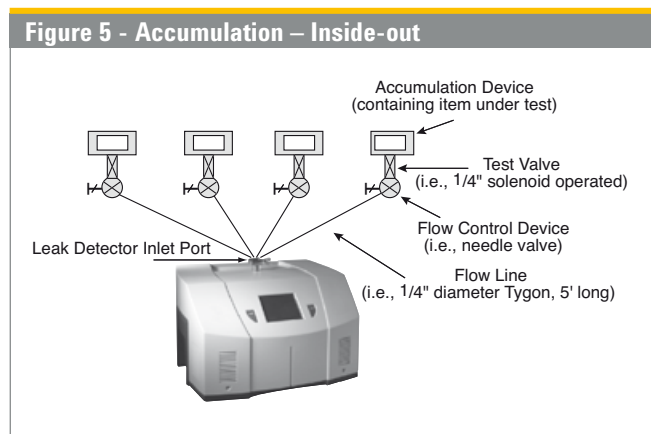 Figure 5 - Accumulation – Inside-out
Accumulation Device
(containing item under test)
Test Valve
(i.e., 1/4" solenoid operated)
Flow Control Device
(i.e., needle valve)
Leak Detector Inlet Port
Flow Line
(i.e., 1/4" diameter Tygon, 5' long)